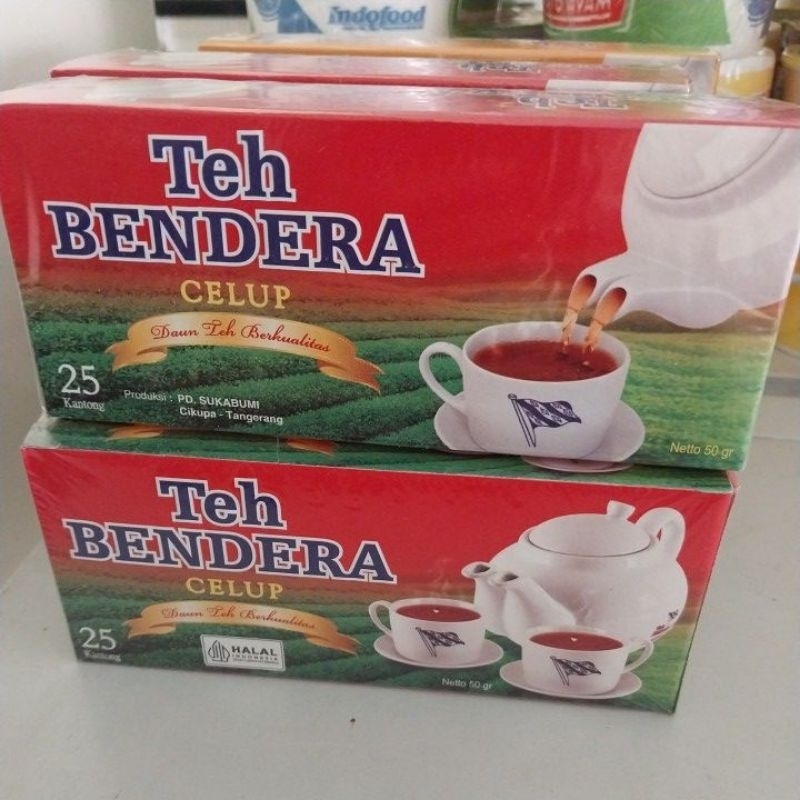 Indofood
Teh
Teh
BENDERA
CELUP
Daun Teh Berkualitas
25
Kantong
Produksi : PD. SUKABUMI
Cikupa - Tangerang
Netto 50 gr
Teh
BENDERA
CELUP
Daun Teh Berkualitas
25
Kantong
HALAL
INDONESIA
Netto 50 gr